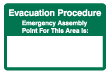 Evacuation Procedure
Emergency Assembly
Point For This Area Is: